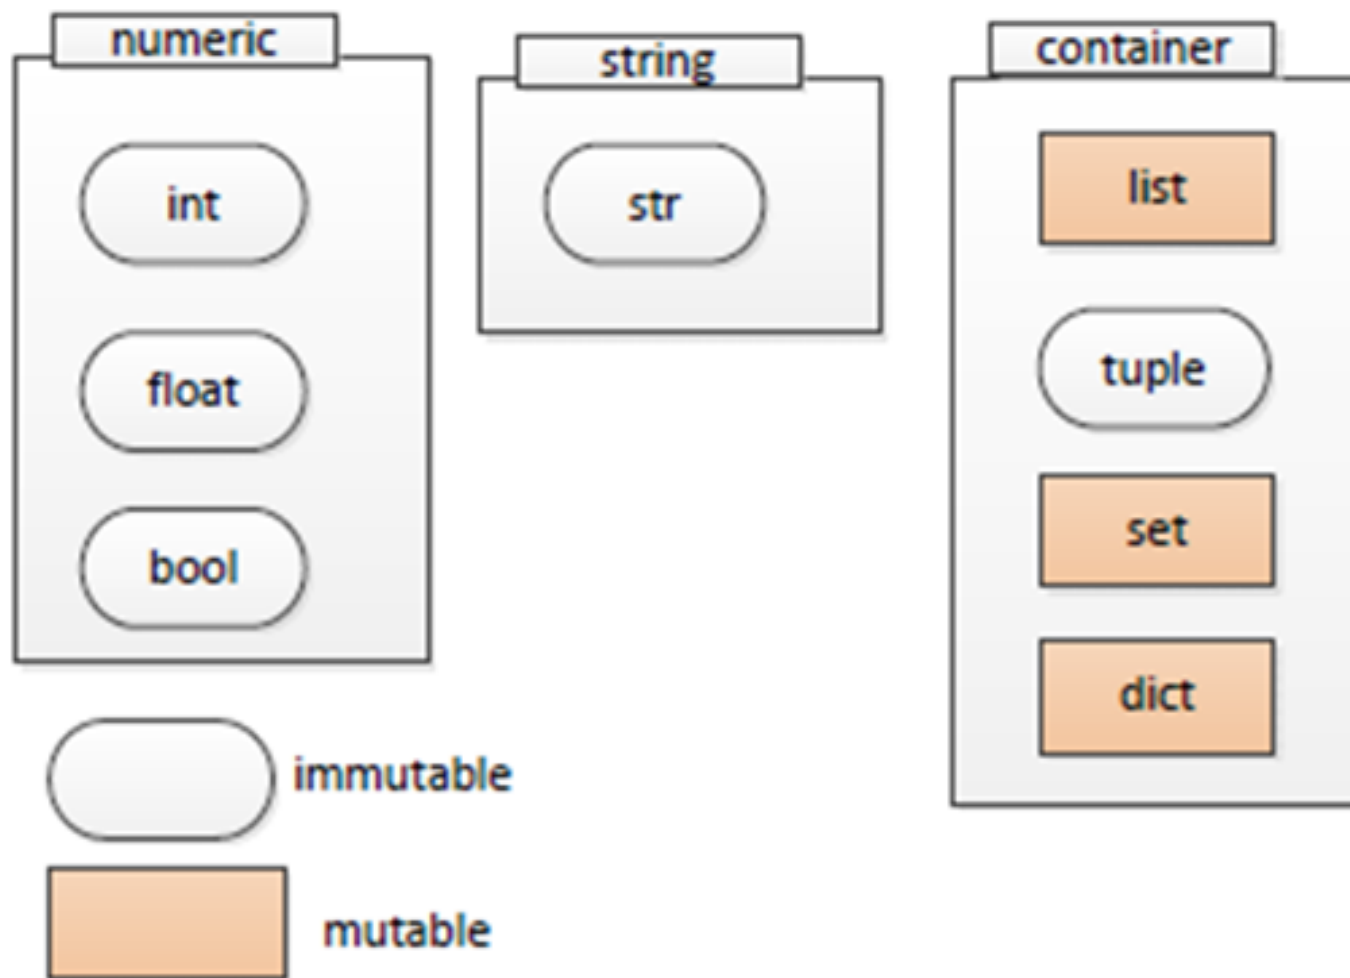 numeric
int
float
bool
string
str
container
list
tuple
set
dict
immutable
mutable